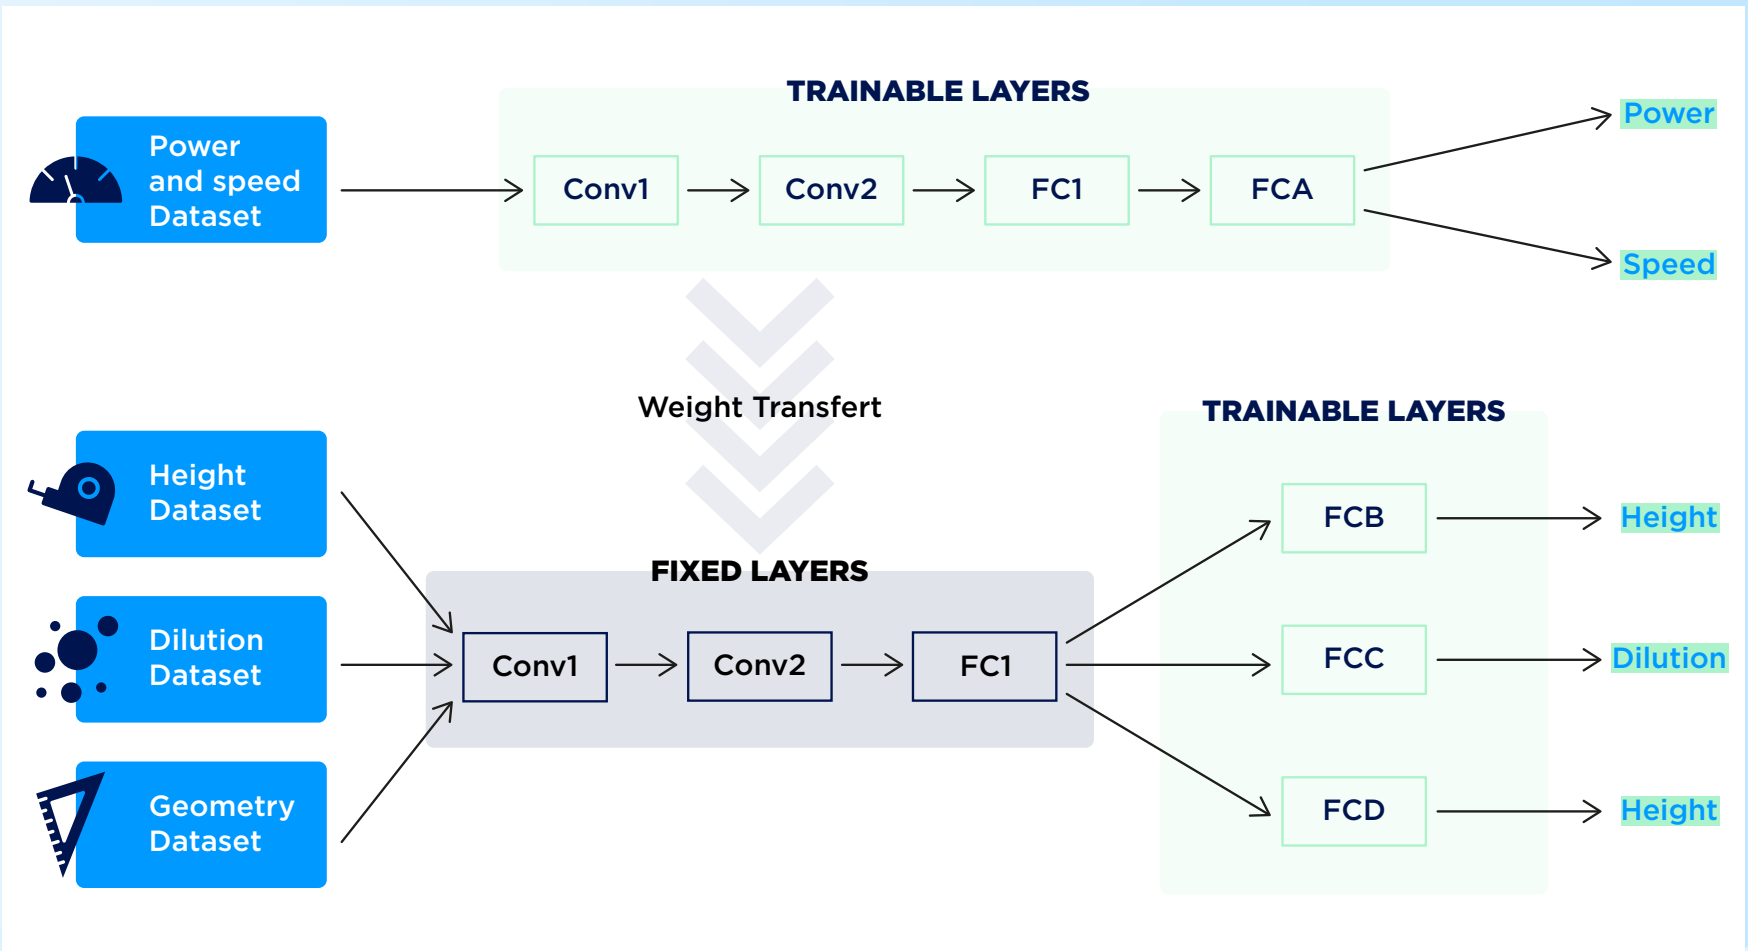 TRAINABLE LAYERS
Power
and speed
Dataset
Conv1
Conv2
FC1
FCA
Power
Speed
Weight Transfert
TRAINABLE LAYERS
Height
Dataset
Dilution
Dataset
Geometry
Dataset
FIXED LAYERS
Conv1
Conv2
FC1
FCB
FCC
FCD
Height
Dilution
Height